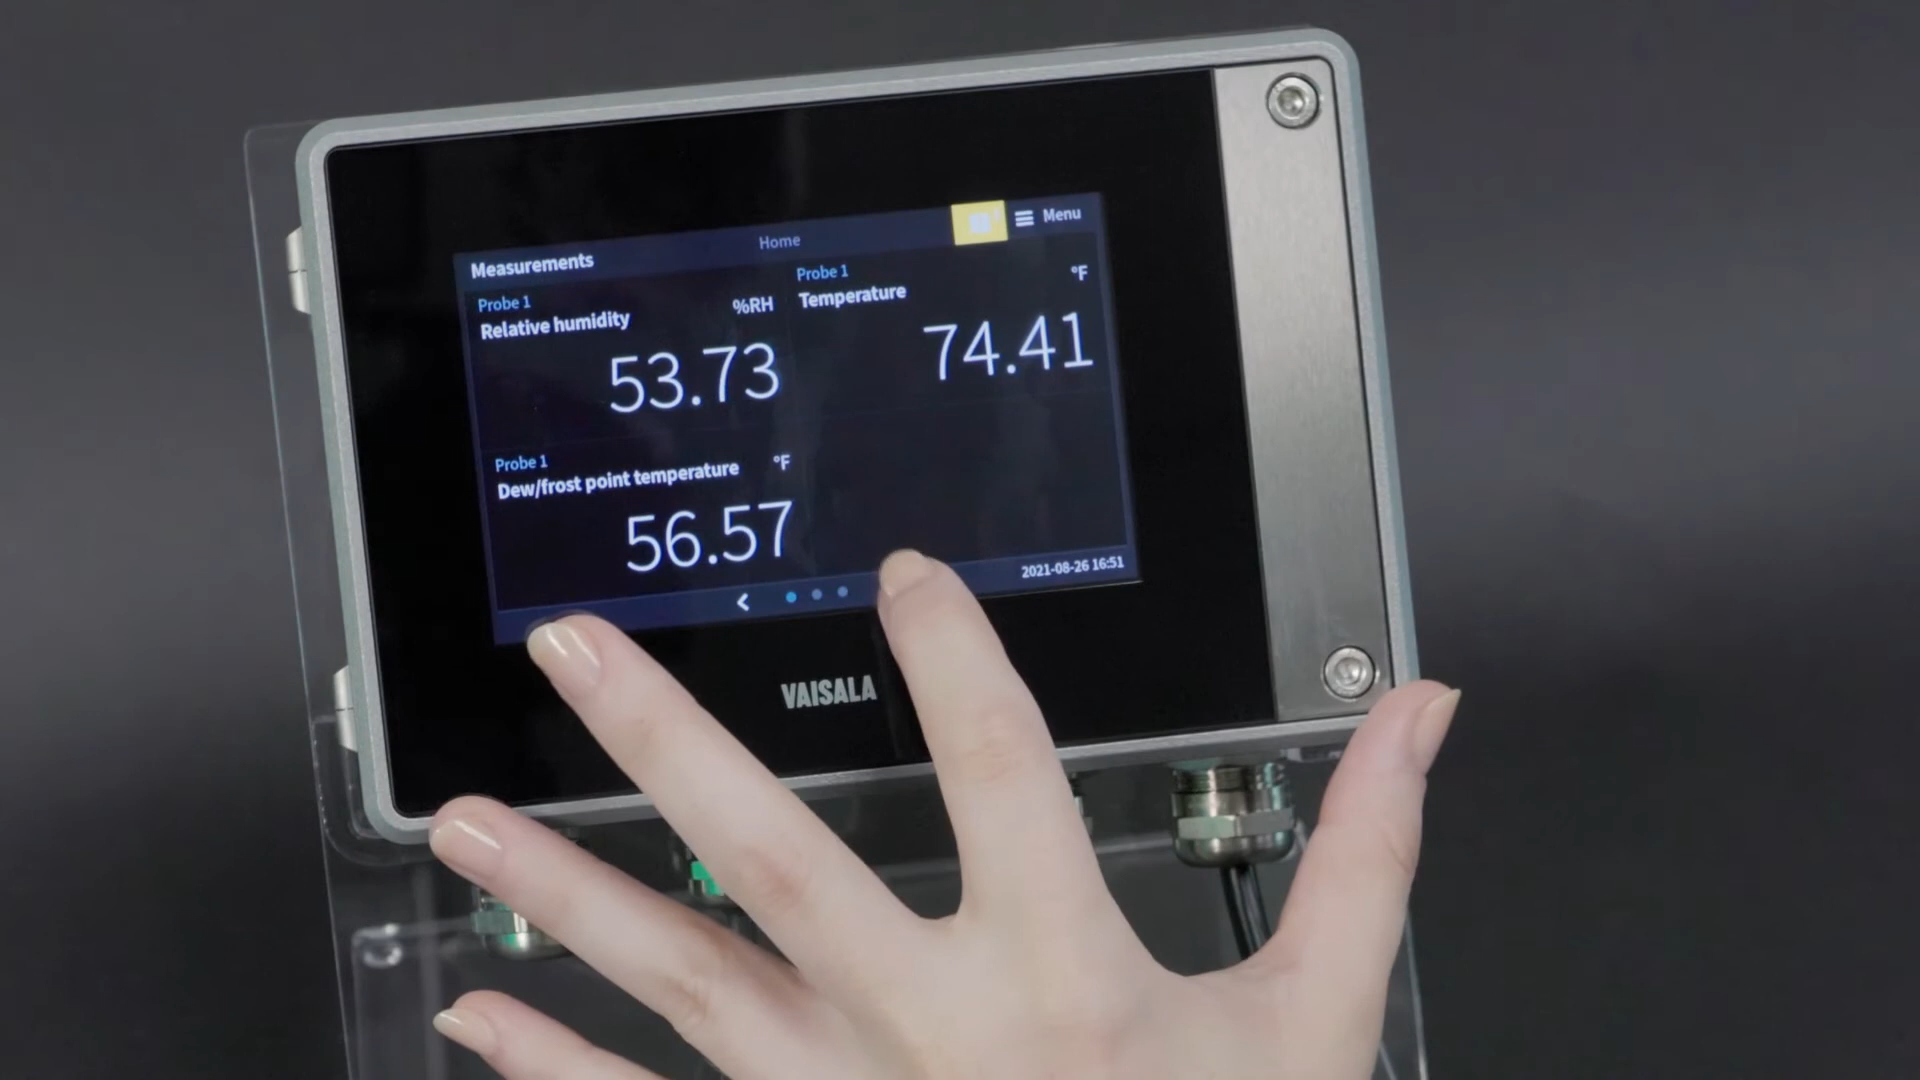 Home
Menu
Measurements
Probe 1
Relative humidity
%RH
53.73
Probe 1
Temperature
°F
74.41
Probe 1
Dew/frost point temperature
°F
56.57
2021-08-26 16:51
VAISALA